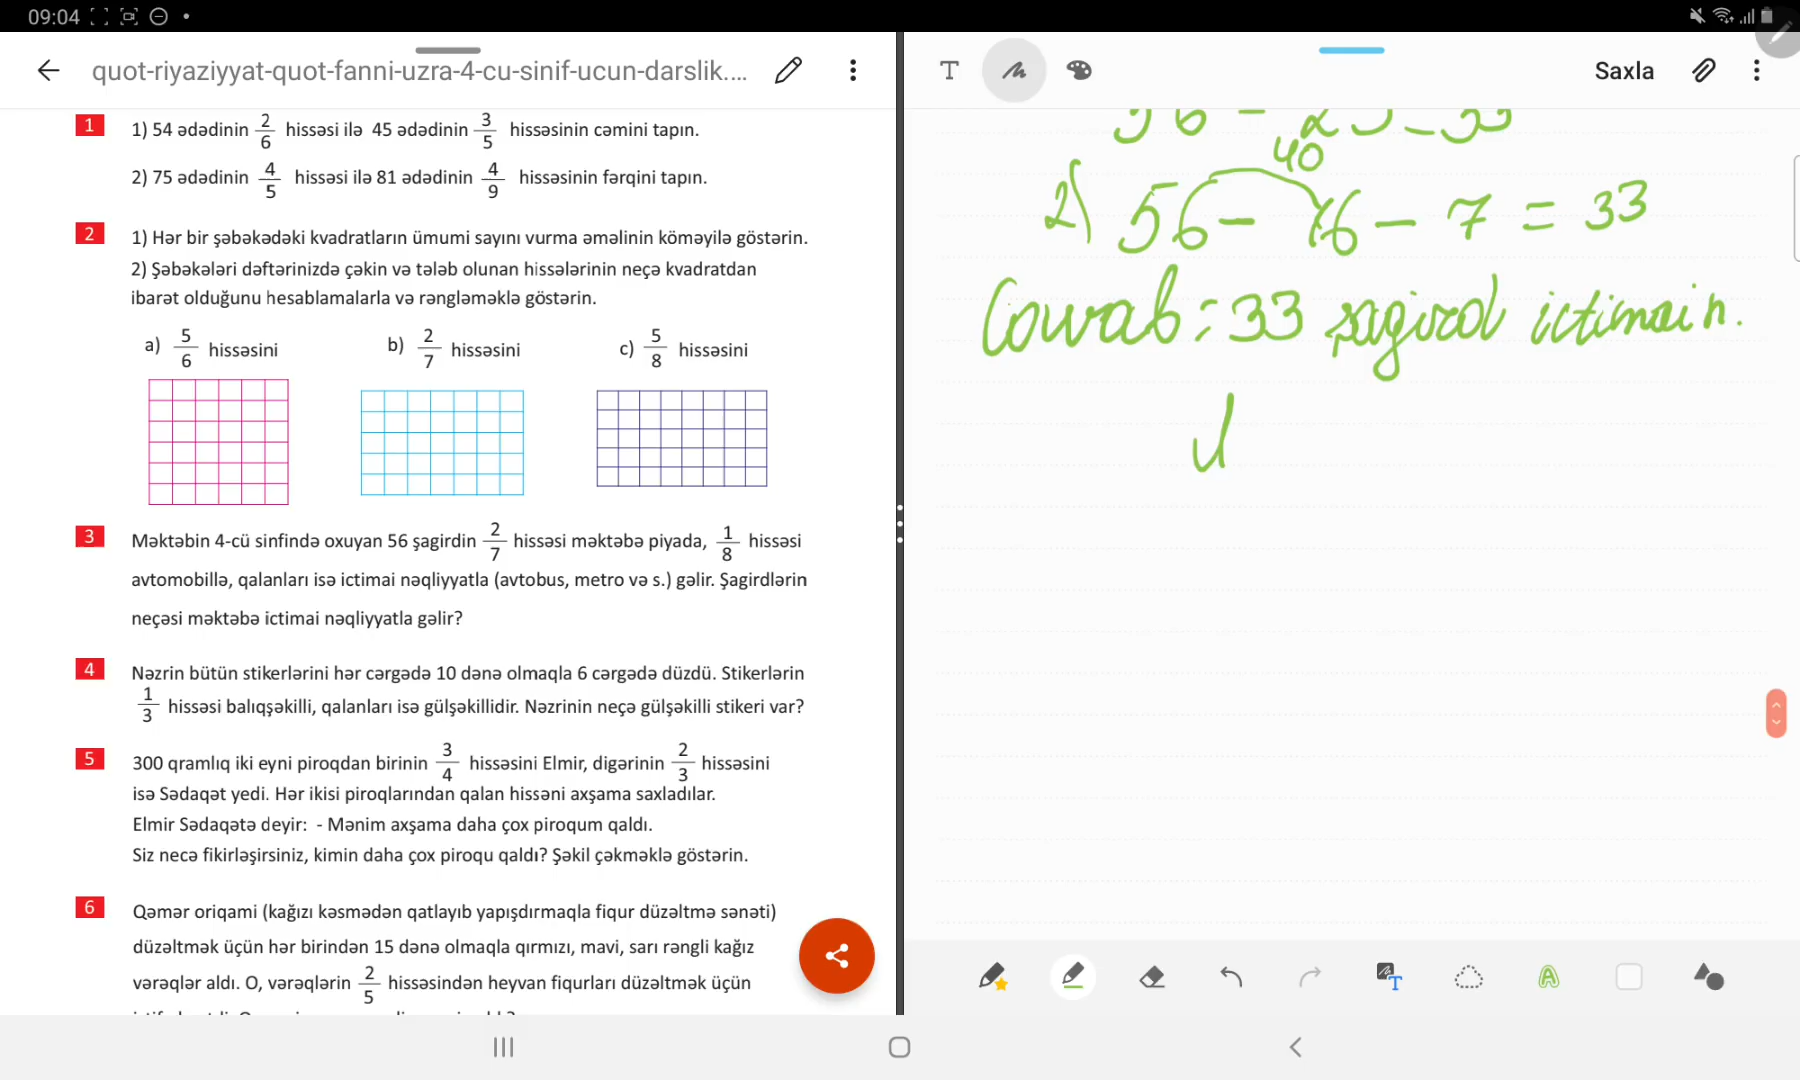 09:04
quot-riyaziyyat-quot-fanni-uzra-4-cu-sinif-ucun-darslik....
1 1) 54 ədədinin 2/6 hissəsi ilə 45 ədədinin 3/5 hissəsinin cəmini tapın.
2) 75 ədədinin 4/5 hissəsi ilə 81 ədədinin 4/9 hissəsinin fərqini tapın.
2 1) Hər bir şəbəkədəki kvadratların ümumi sayını vurma əməlinin köməyilə göstərin.
2) Şəbəkələri dəftərinizdə çəkin və tələb olunan hissələrinin neçə kvadratdan
ibarət olduğunu hesablamalarla və rəngləməklə göstərin.
a) 5/6 hissəsini b) 2/7 hissəsini c) 5/8 hissəsini
3 Məktəbin 4-cü sinfində oxuyan 56 şagirdin 2/7 hissəsi məktəbə piyada, 1/8 hissəsi
avtomobillə, qalanları isə ictimai nəqliyyatla (avtobus, metro və s.) gəlir. Şagirdlərin
neçəsi məktəbə ictimai nəqliyyatla gəlir?
4 Nəzrin bütün stikerlərini hər cərgədə 10 dənə olmaqla 6 cərgədə düzdü. Stikerlərin
1/3 hissəsi balıqşəkilli, qalanları isə gülşəkillidir. Nəzrinin neçə gülşəkilli stikeri var?
5 300 qramlıq iki eyni piroqdan birinin 3/4 hissəsini Elmir, digərinin 2/3 hissəsini
isə Sədaqət yedi. Hər ikisi piroqlarından qalan hissəni axşama saxladılar.
Elmir Sədaqətə deyir: - Mənim axşama daha çox piroqum qaldı.
Siz necə fikirləşirsiniz, kimin daha çox piroqu qaldı? Şəkil çəkməklə göstərin.
6 Qəmər oriqami (kağızı kəsmədən qatlayıb yapışdırmaqla fiqur düzəltmə sənəti)
düzəltmək üçün hər birindən 15 dənə olmaqla qırmızı, mavi, sarı rəngli kağız
vərəqlər aldı. O, vərəqlərin 2/5 hissəsindən heyvan fiqurları düzəltmək üçün
T
Saxla
56 - 23 = 33
40
2) 56 - 16 - 7 = 33
Cavab: 33 şagird ictimai n.